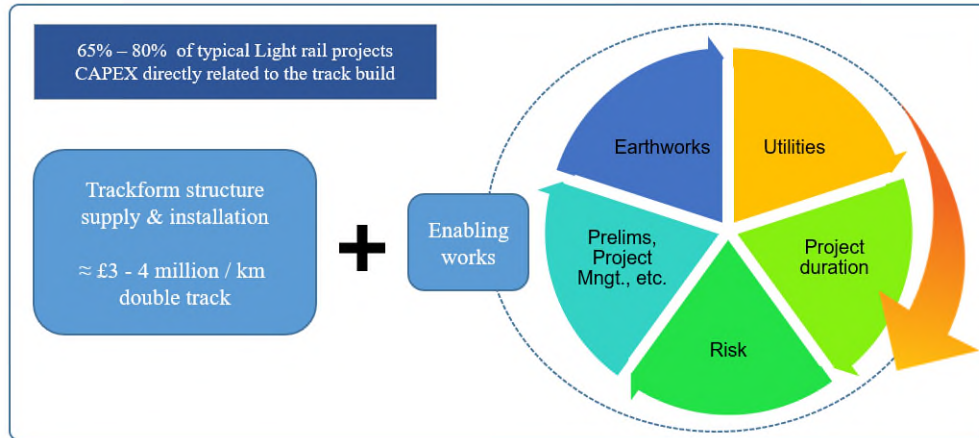 65% – 80% of typical Light rail projects
CAPEX directly related to the track build
Trackform structure
supply & installation
≈ £3 - 4 million / km
double track
Enabling
works
Earthworks
Utilities
Prelims,
Project
Mngt., etc.
Project
duration
Risk